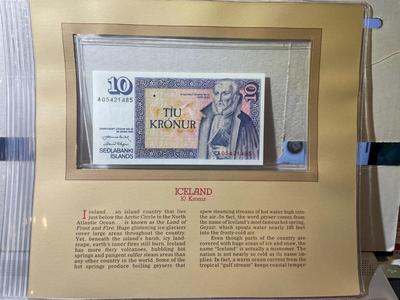 10
A05421485
TÍU
KRÓNUR
SEÐLABANKI
ÍSLANDS
10
A05421485
ICELAND
10 Kronur
Iceland . . . an island country that lies
just below the Arctic Circle in the North
Atlantic Ocean . . . is known as the Land of
Frost and Fire. Huge glistening ice glaciers
cover large areas throughout the country.
Yet, beneath the island's harsh, icy land-
scape, earth's inner fires still burn. Iceland
has more fiery volcanoes, bubbling hot
springs and pungent sulfur steam areas than
any other country in the world. Some of the
hot springs produce boiling geysers that
spew steaming streams of hot water high into
the air. In fact, the word geyser comes from
the name of Iceland's most famous hot spring,
Geysir, which spouts water nearly 195 feet
into the frosty-cold air.
Even though parts of the country are
covered with huge areas of ice and snow, the
name "Iceland" is actually a misnomer. The
nation is not nearly so cold as its name im-
plies. In fact, a warm ocean current from the
tropical "gulf stream" keeps coastal temper-